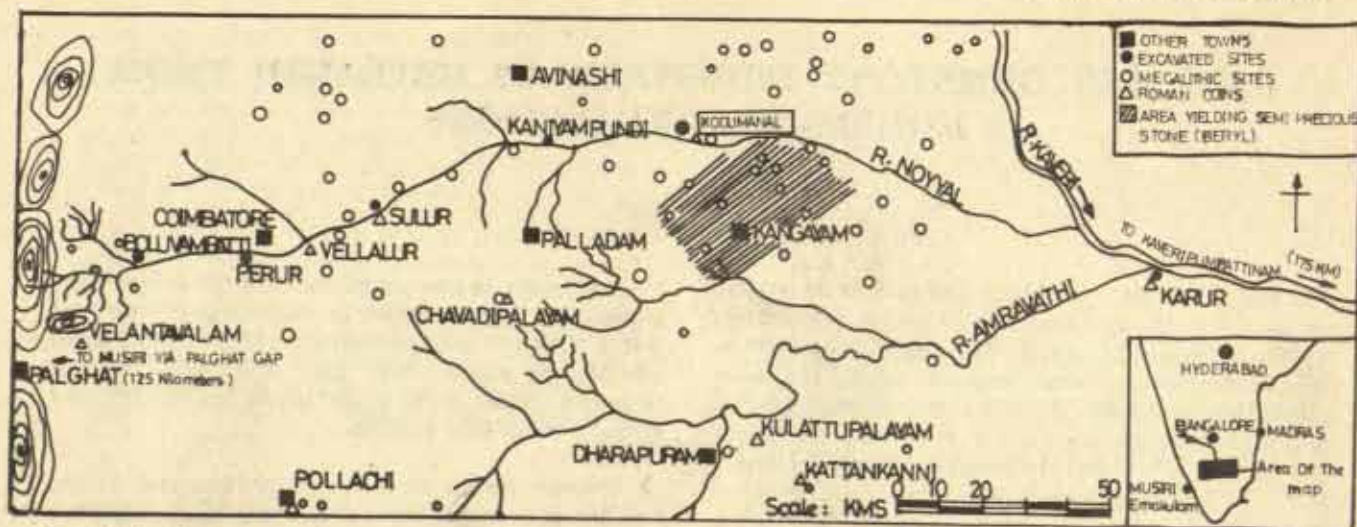 OTHER TOWNS
EXCAVATED SITES
MEGALITHIC SITES
ROMAN COINS
AREA YIELDING SEMI PRECIOUS
STONE (BERYL)
AVINASHI
KANIYAMPUNDI
KODUMANAL
R. KAVERI
R. NOYYAL
COIMBATORE
SULUR
BOLUVAMBATTI
PERUR
VELLALUR
PALLADAM
KANGAYAM
TO KAVERIPUMPATTINAM (175 KM)
KARUR
R. AMRAVATHI
CHAVADIPALAYAM
VELANTAVALAM
TO MUSIRI VIA PALGHAT GAP
PALGHAT (125 Kilometers)
HYDERABAD
BANGALORE
MADRAS
Area Of The
map
MUSIRI
Ernakulam
KULATTUPALAYAM
DHARAPURAM
KATTANKANNI
POLLACHI
0 10 20 50
Scale: KMS